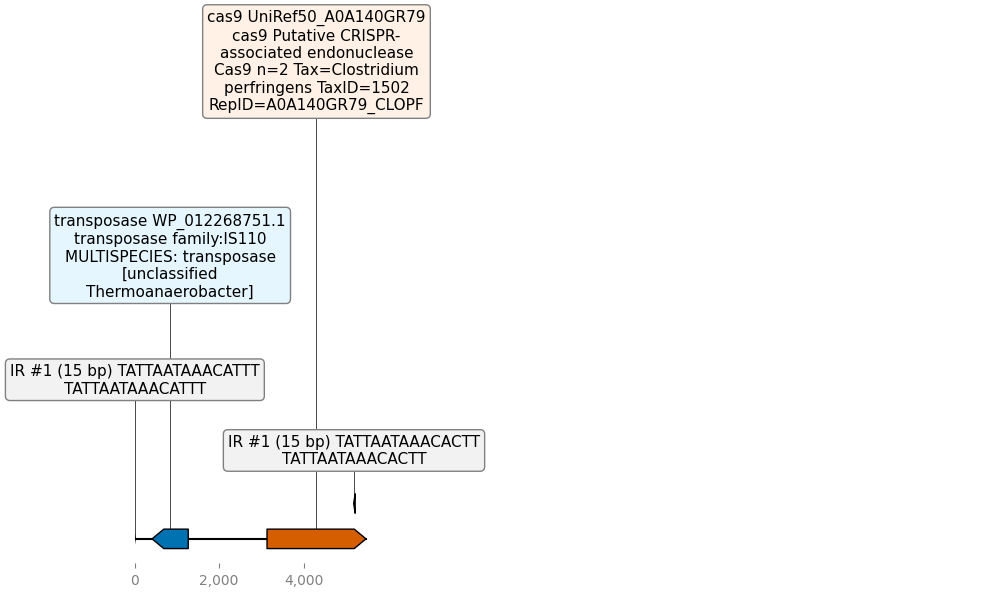 cas9 UniRef50_A0A140GR79
cas9 Putative CRISPR-
associated endonuclease
Cas9 n=2 Tax=Clostridium
perfringens TaxID=1502
RepID=A0A140GR79_CLOPF
transposase WP_012268751.1
transposase family:IS110
MULTISPECIES: transposase
[unclassified
Thermoanaerobacter]
IR #1 (15 bp) TATTAATAAACATTT
TATTAATAAACATTT
IR #1 (15 bp) TATTAATAAACACTT
TATTAATAAACACTT
0
2,000
4,000